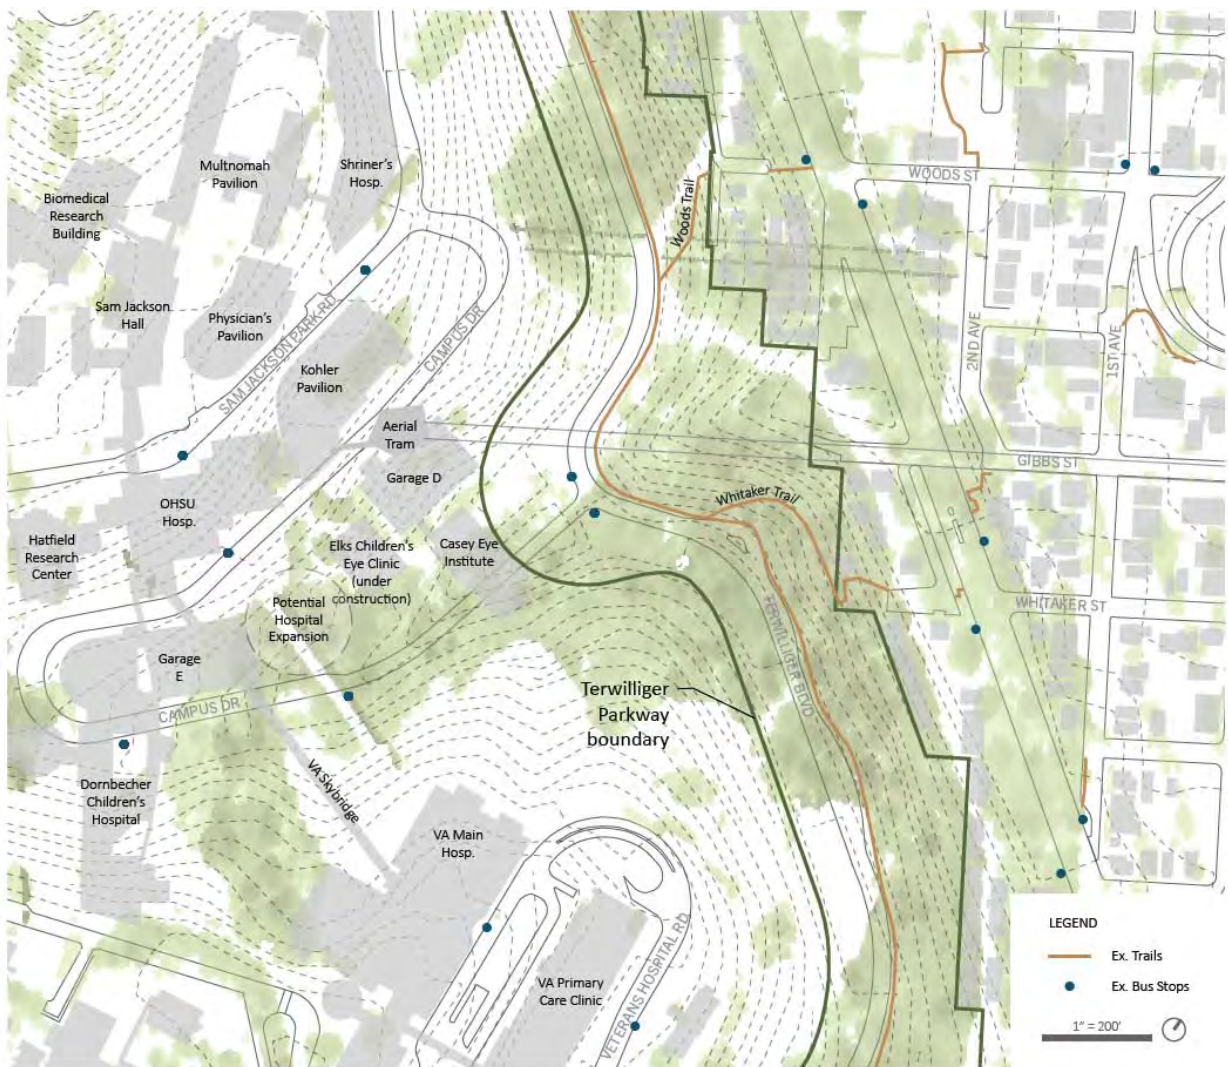 Multnomah
Pavilion
Shriner's
Hosp.
Biomedical
Research
Building
WOODS ST
Woods Trail
Sam Jackson
Hall
Physician's
Pavilion
SAM JACKSON PARK RD
CAMPUS DR
Kohler
Pavilion
2ND AVE
1ST AVE
Aerial
Tram
Garage D
GIBBS ST
OHSU
Hosp.
Whitaker Trail
Hatfield
Research
Center
Elks Children's
Eye Clinic
(under
construction)
Casey Eye
Institute
Potential
Hospital
Expansion
WHITAKER ST
TERWILLIGER BLVD
Garage
E
CAMPUS DR
Terwilliger
Parkway
boundary
VA Skybridge
Dornbecher
Children's
Hospital
VA Main
Hosp.
VA Primary
Care Clinic
VETERANS HOSPITAL RD
LEGEND
Ex. Trails
Ex. Bus Stops
1" = 200'